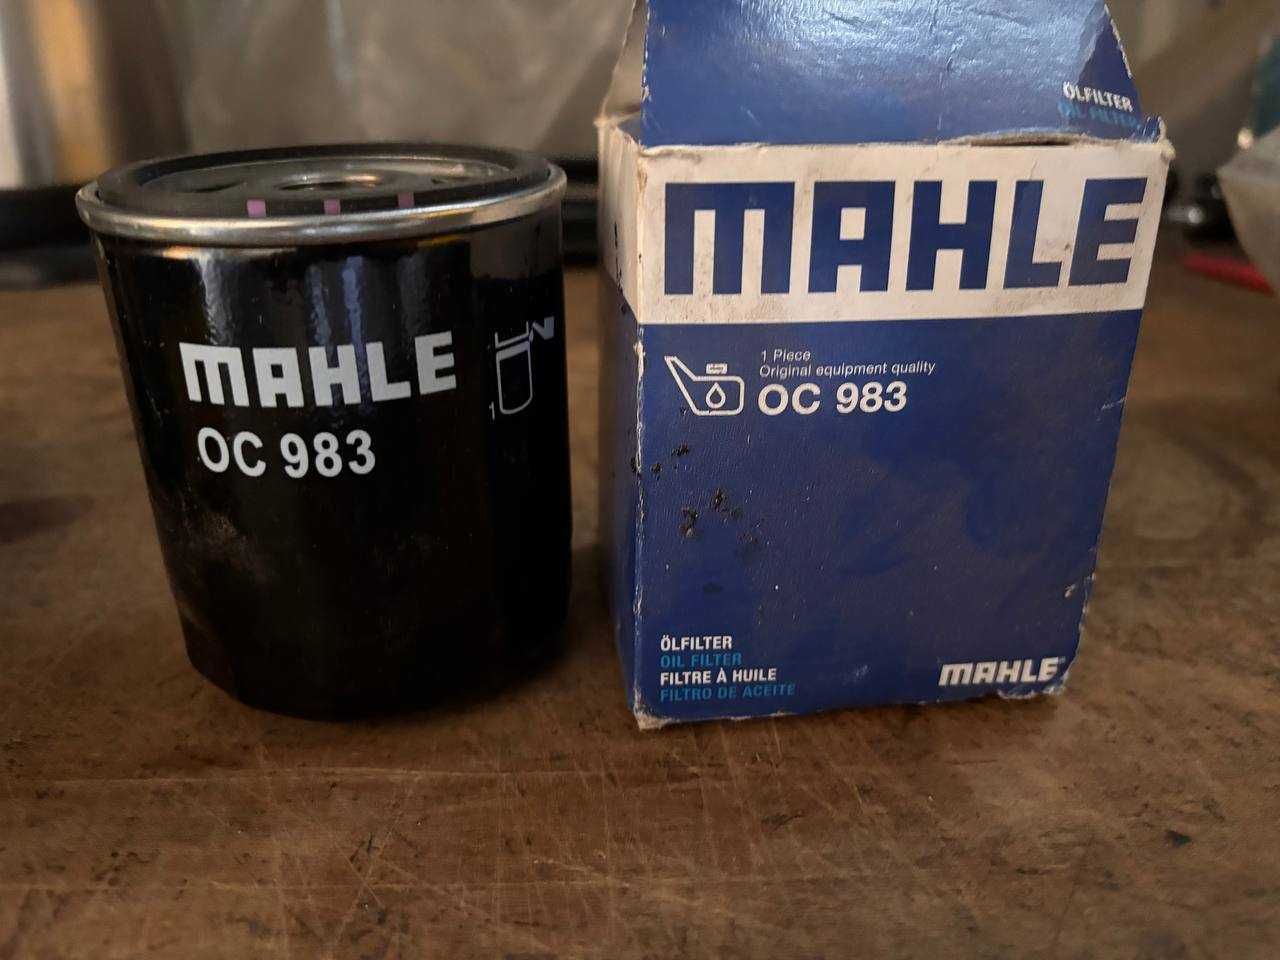 MAHLE
OC 983
1
ÖLFILTER
OIL FILTER
MAHLE
1 Piece
Original equipment quality
OC 983
ÖLFILTER
OIL FILTER
FILTRE À HUILE
FILTRO DE ACEITE
MAHLE